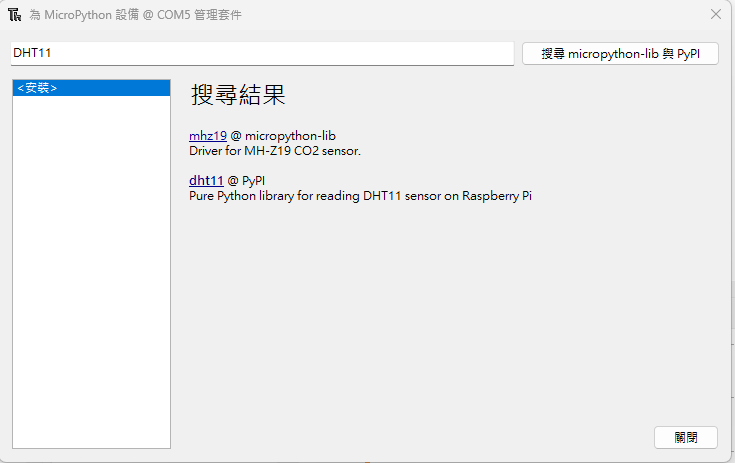 為 MicroPython 設備 @ COM5 管理套件
DHT11
搜尋 micropython-lib 與 PyPI
<安裝>
搜尋結果
mhz19 @ micropython-lib
Driver for MH-Z19 CO2 sensor.
dht11 @ PyPI
Pure Python library for reading DHT11 sensor on Raspberry Pi
關閉